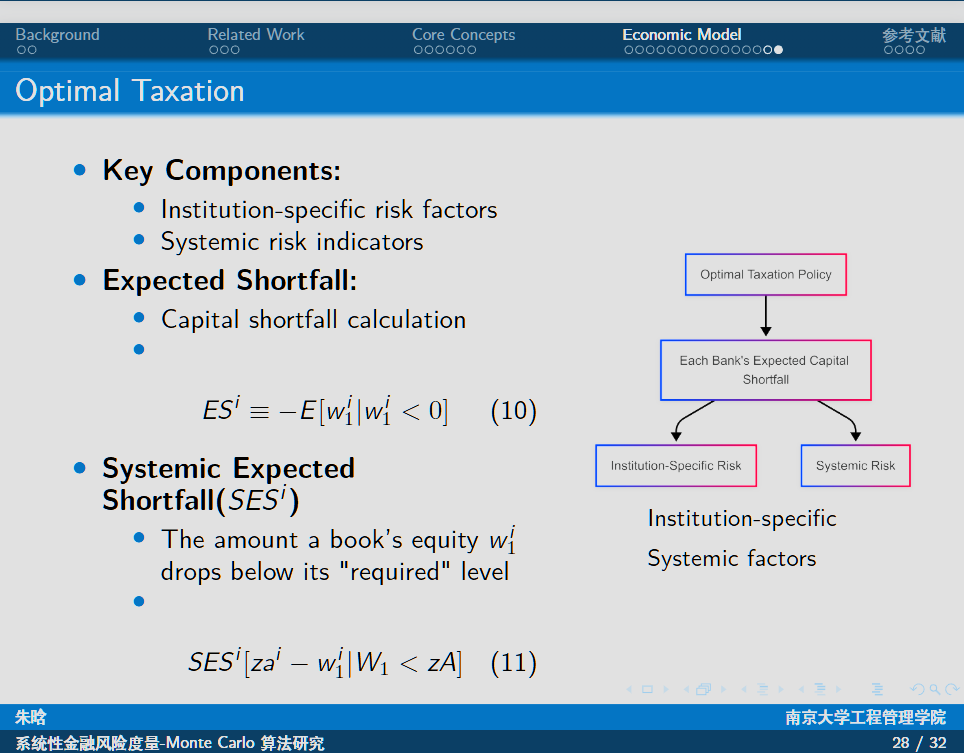 Background Related Work Core Concepts Economic Model 参考文献
Optimal Taxation
Key Components:
Institution-specific risk factors
Systemic risk indicators
Expected Shortfall:
Capital shortfall calculation
ES^i ≡ −E[w_1^i|w_1^i < 0] (10)
Systemic Expected
Shortfall(SES^i)
The amount a book's equity w_1^i
drops below its "required" level
SES^i[za^i − w_1^i|W_1 < zA] (11)
Optimal Taxation Policy
Each Bank's Expected Capital
Shortfall
Institution-Specific Risk
Systemic Risk
Institution-specific
Systemic factors
朱晗 南京大学工程管理学院
系统性金融风险度量-Monte Carlo 算法研究 28 / 32